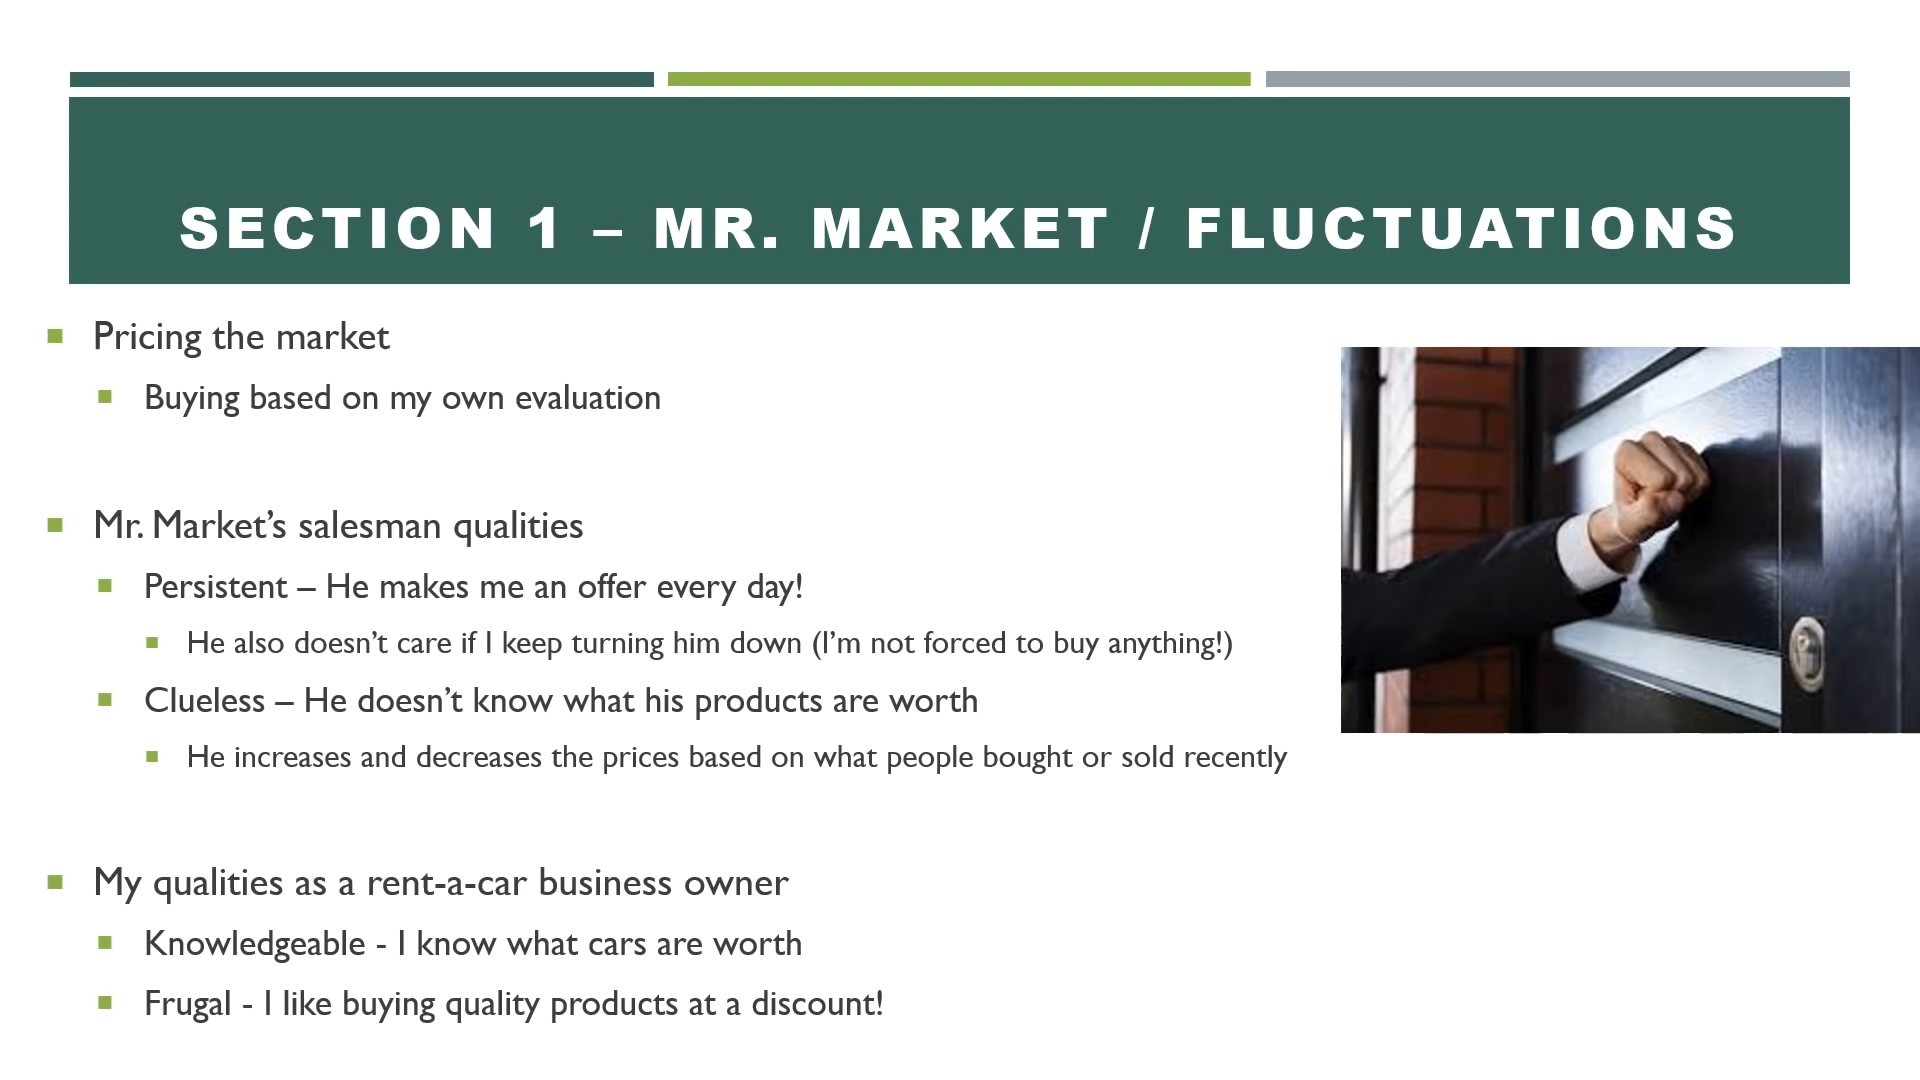 SECTION 1 – MR. MARKET / FLUCTUATIONS
Pricing the market
Buying based on my own evaluation
Mr. Market’s salesman qualities
Persistent – He makes me an offer every day!
He also doesn’t care if I keep turning him down (I’m not forced to buy anything!)
Clueless – He doesn’t know what his products are worth
He increases and decreases the prices based on what people bought or sold recently
My qualities as a rent-a-car business owner
Knowledgeable - I know what cars are worth
Frugal - I like buying quality products at a discount!